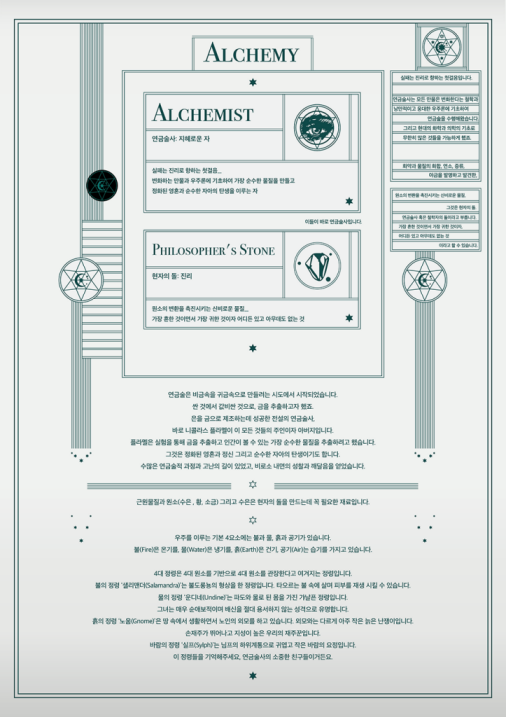 ALCHEMY
ALCHEMIST
연금술사: 지혜로운 자
실패는 진리로 향하는 첫걸음_
변화하는 만물과 우주론에 기초하여 가장 순수한 물질을 만들고
정화된 영혼과 순수한 자아의 탄생을 이루는 자
이들이 바로 연금술사입니다.
PHILOSOPHER'S STONE
현자의 돌: 진리
원소의 변환을 촉진시키는 신비로운 물질_
가장 흔한 것이면서 가장 귀한 것이자 어디든 있고 아무데도 없는 것
실패는 진리로 향하는 첫걸음입니다.
연금술사는 모든 만물은 변화한다는 철학과
낭만적이고 웅대한 우주론에 기초하여
연금술을 수행해왔습니다.
그리고 현대의 화학과 의학의 기초로
무한히 많은 것들을 가능하게 했죠.
화학과 물질의 화합, 변소, 증류,
마금을 발명하고 발견한,
원소의 변환을 촉진시키는 신비로운 물질,
그것은 현자의 돌.
연금술사 혹은 철학자의 돌이라고 부릅니다.
가장 흔한 것이면서 가장 귀한 것이자,
어디든 있고 아무데도 없는 것
이라고 할 수 있습니다.
연금술은 비금속을 귀금속으로 만들려는 시도에서 시작되었습니다.
싼 것에서 값비싼 것으로, 금을 추출하고자 했죠.
은을 금으로 제조하는데 성공한 전설의 연금술사,
바로 니콜라스 플라멜이 이 모든 것들의 주인이자 아버지입니다.
플라멜은 실험을 통해 금을 추출하고 인간이 볼 수 있는 가장 순수한 물질을 추출하려고 했습니다.
그것은 정화된 영혼과 정신 그리고 순수한 자아의 탄생이기도 합니다.
수많은 연금술적 과정과 고난의 길이 있었고, 비로소 내면의 성찰과 깨달음을 얻었습니다.
근원물질과 원소(수은 , 황, 소금) 그리고 수은은 현자의 돌을 만드는데 꼭 필요한 재료입니다.
우주를 이루는 기본 4요소에는 불과 물, 흙과 공기가 있습니다.
불(Fire)은 온기를, 물(Water)은 냉기를, 흙(Earth)은 건기, 공기(Air)는 습기를 가지고 있습니다.
4대 정령은 4대 원소를 기반으로 4대 원소를 관장한다고 여겨지는 정령입니다.
불의 정령 '샐리맨더(Salamandra)'는 불도롱뇽의 형상을 한 정령입니다. 타오르는 불 속에 살며 피부를 재생 시킬 수 있습니다.
물의 정령 '운디네(Undine)'는 파도와 물로 된 몸을 가진 가냘픈 정령입니다.
그녀는 매우 순애보적이며 배신을 절대 용서하지 않는 성격으로 유명합니다.
흙의 정령 '노움(Gnome)'은 땅 속에서 생활하면서 노인의 외모를 하고 있습니다. 외모와는 다르게 아주 작은 늙은 난쟁이입니다.
손재주가 뛰어나고 지성이 높은 우리의 재주꾼입니다.
바람의 정령 '실프(Sylph)'는 님프의 하위계통으로 귀엽고 작은 바람의 요정입니다.
이 정령들을 기억해주세요, 연금술사의 소중한 친구들이거든요.